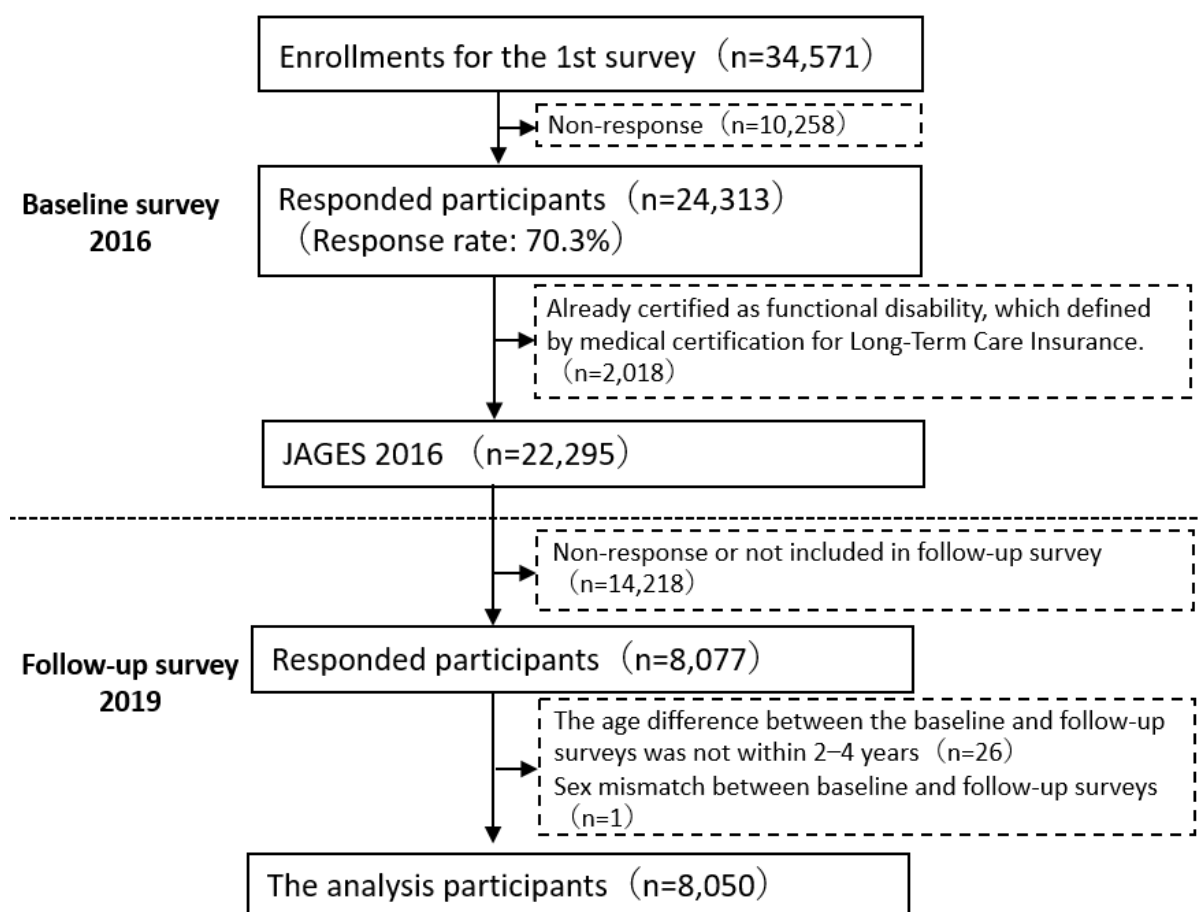 Enrollments for the 1st survey（n=34,571）
Non-response（n=10,258）
Baseline survey
2016
Responded participants（n=24,313）
（Response rate: 70.3%）
Already certified as functional disability, which defined
by medical certification for Long-Term Care Insurance.
（n=2,018）
JAGES 2016 （n=22,295）
Non-response or not included in follow-up survey
（n=14,218）
Follow-up survey
2019
Responded participants（n=8,077）
The age difference between the baseline and follow-up
surveys was not within 2–4 years（n=26）
Sex mismatch between baseline and follow-up surveys
（n=1）
The analysis participants（n=8,050）